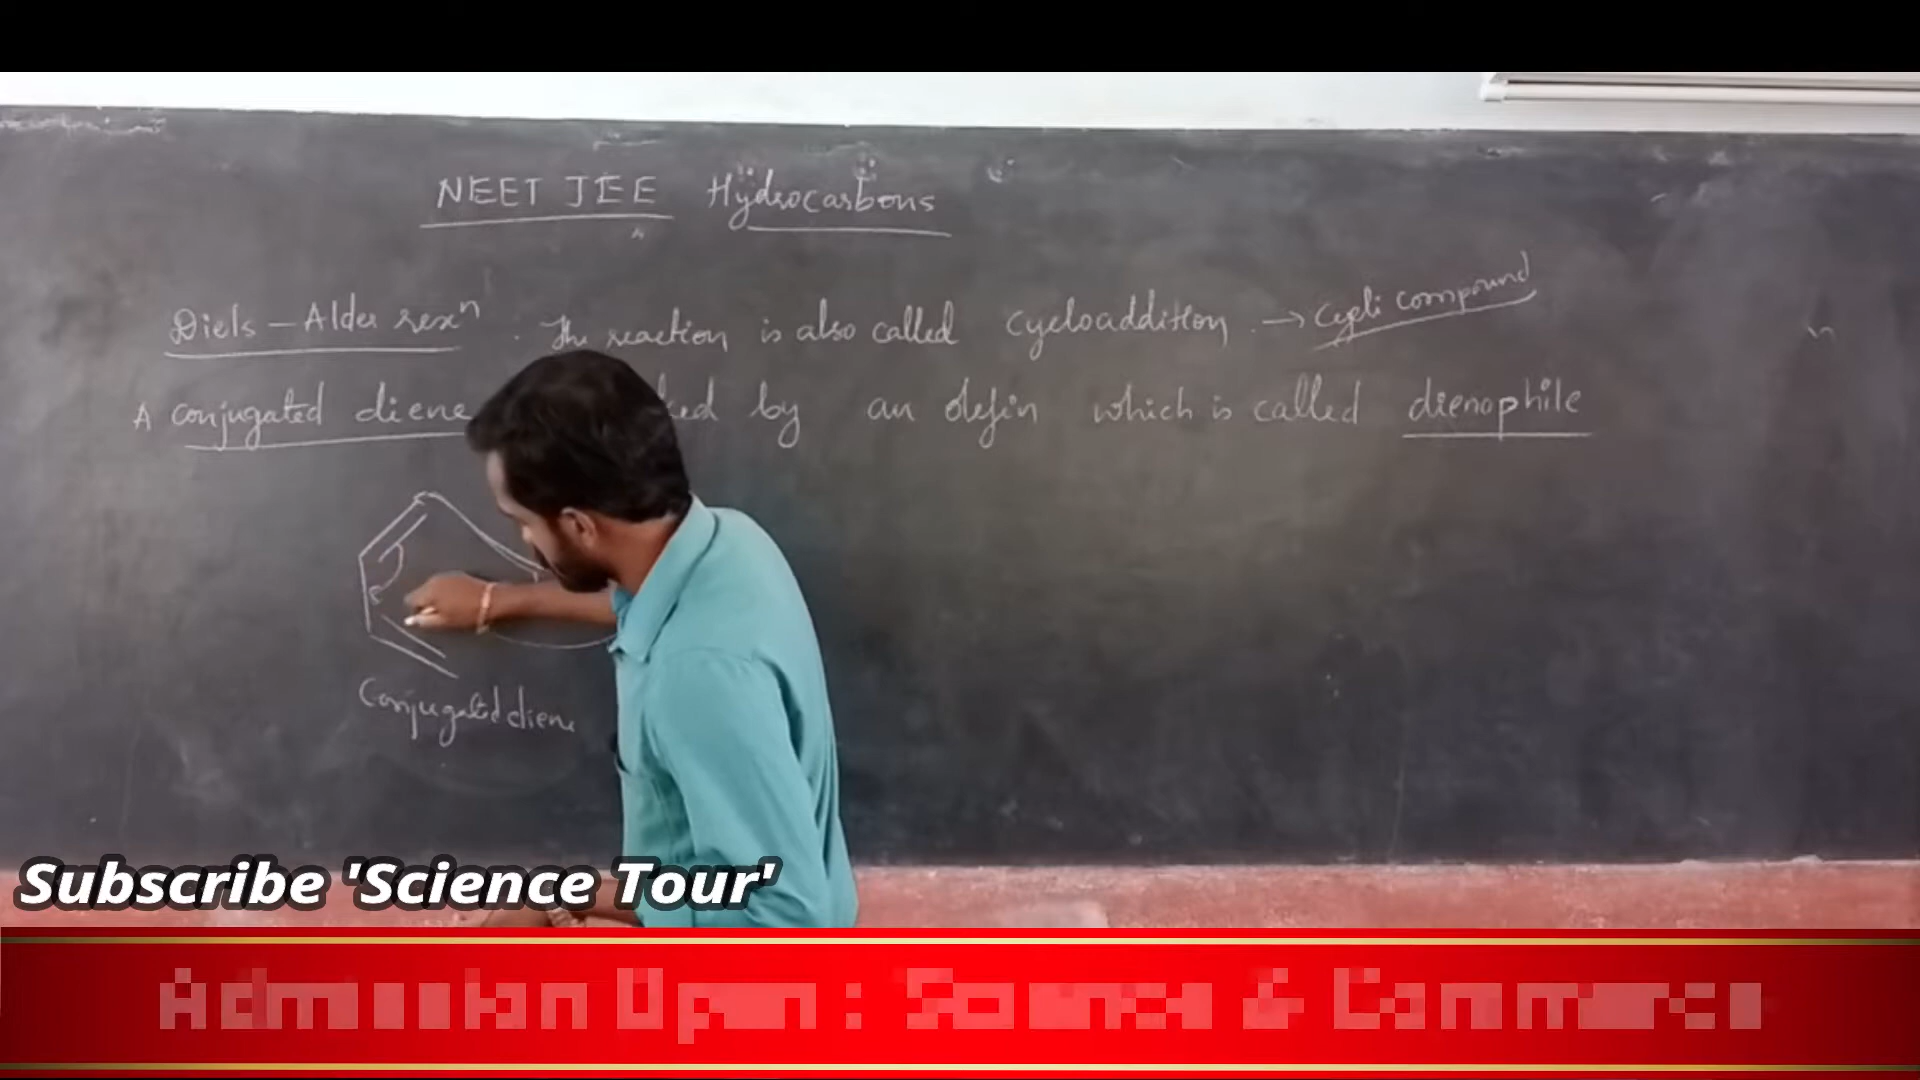 NEET JEE Hydrocarbons
Diels - Alder rexⁿ . The reaction is also called cycloaddition . → cycli compound
A conjugated diene by an olefin which is called dienophile
Conjugated diene
Subscribe 'Science Tour'
Admission Open : Science & Commerce